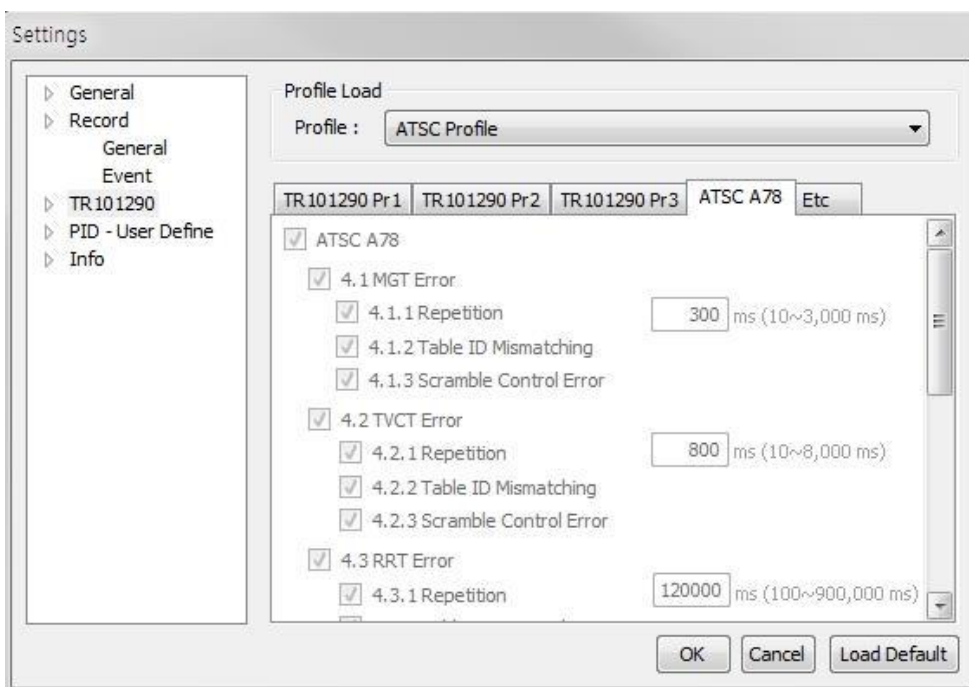 Settings
General
Record
General
Event
TR101290
PID - User Define
Info
Profile Load
Profile :
ATSC Profile
TR101290 Pr1
TR101290 Pr2
TR101290 Pr3
ATSC A78
Etc
ATSC A78
4.1 MGT Error
4.1.1 Repetition 300 ms (10~3,000 ms)
4.1.2 Table ID Mismatching
4.1.3 Scramble Control Error
4.2 TVCT Error
4.2.1 Repetition 800 ms (10~8,000 ms)
4.2.2 Table ID Mismatching
4.2.3 Scramble Control Error
4.3 RRT Error
4.3.1 Repetition 120000 ms (100~900,000 ms)
OK
Cancel
Load Default